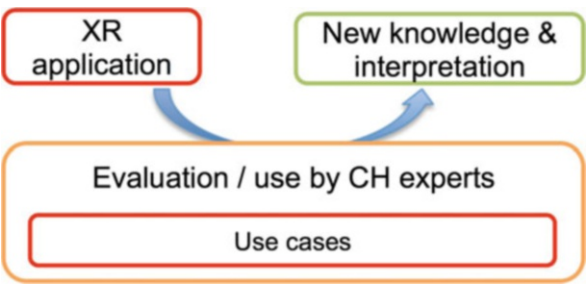 XR
application
New knowledge &
interpretation
Evaluation / use by CH experts
Use cases